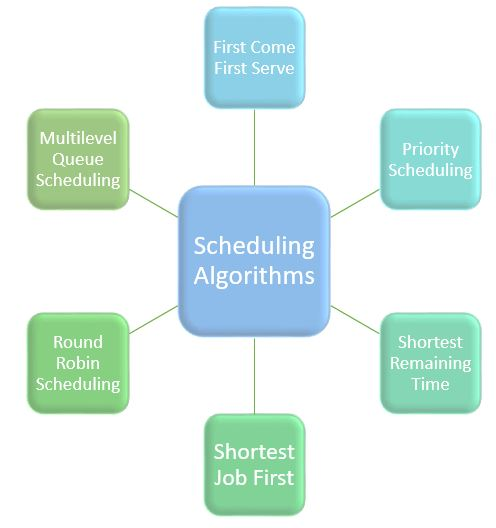 First Come
First Serve
Multilevel
Queue
Scheduling
Priority
Scheduling
Scheduling
Algorithms
Round
Robin
Scheduling
Shortest
Remaining
Time
Shortest
Job First